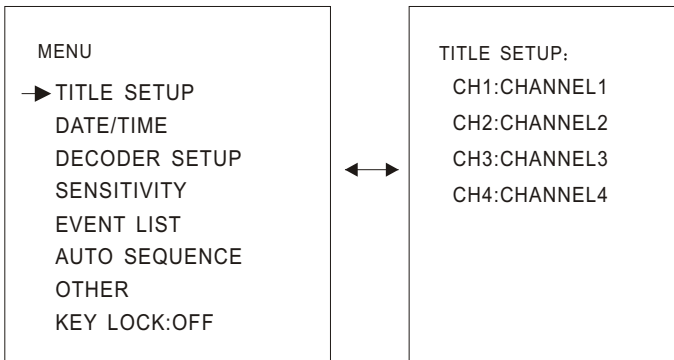 MENU
TITLE SETUP
DATE/TIME
DECODER SETUP
SENSITIVITY
EVENT LIST
AUTO SEQUENCE
OTHER
KEY LOCK:OFF
TITLE SETUP：
CH1:CHANNEL1
CH2:CHANNEL2
CH3:CHANNEL3
CH4:CHANNEL4